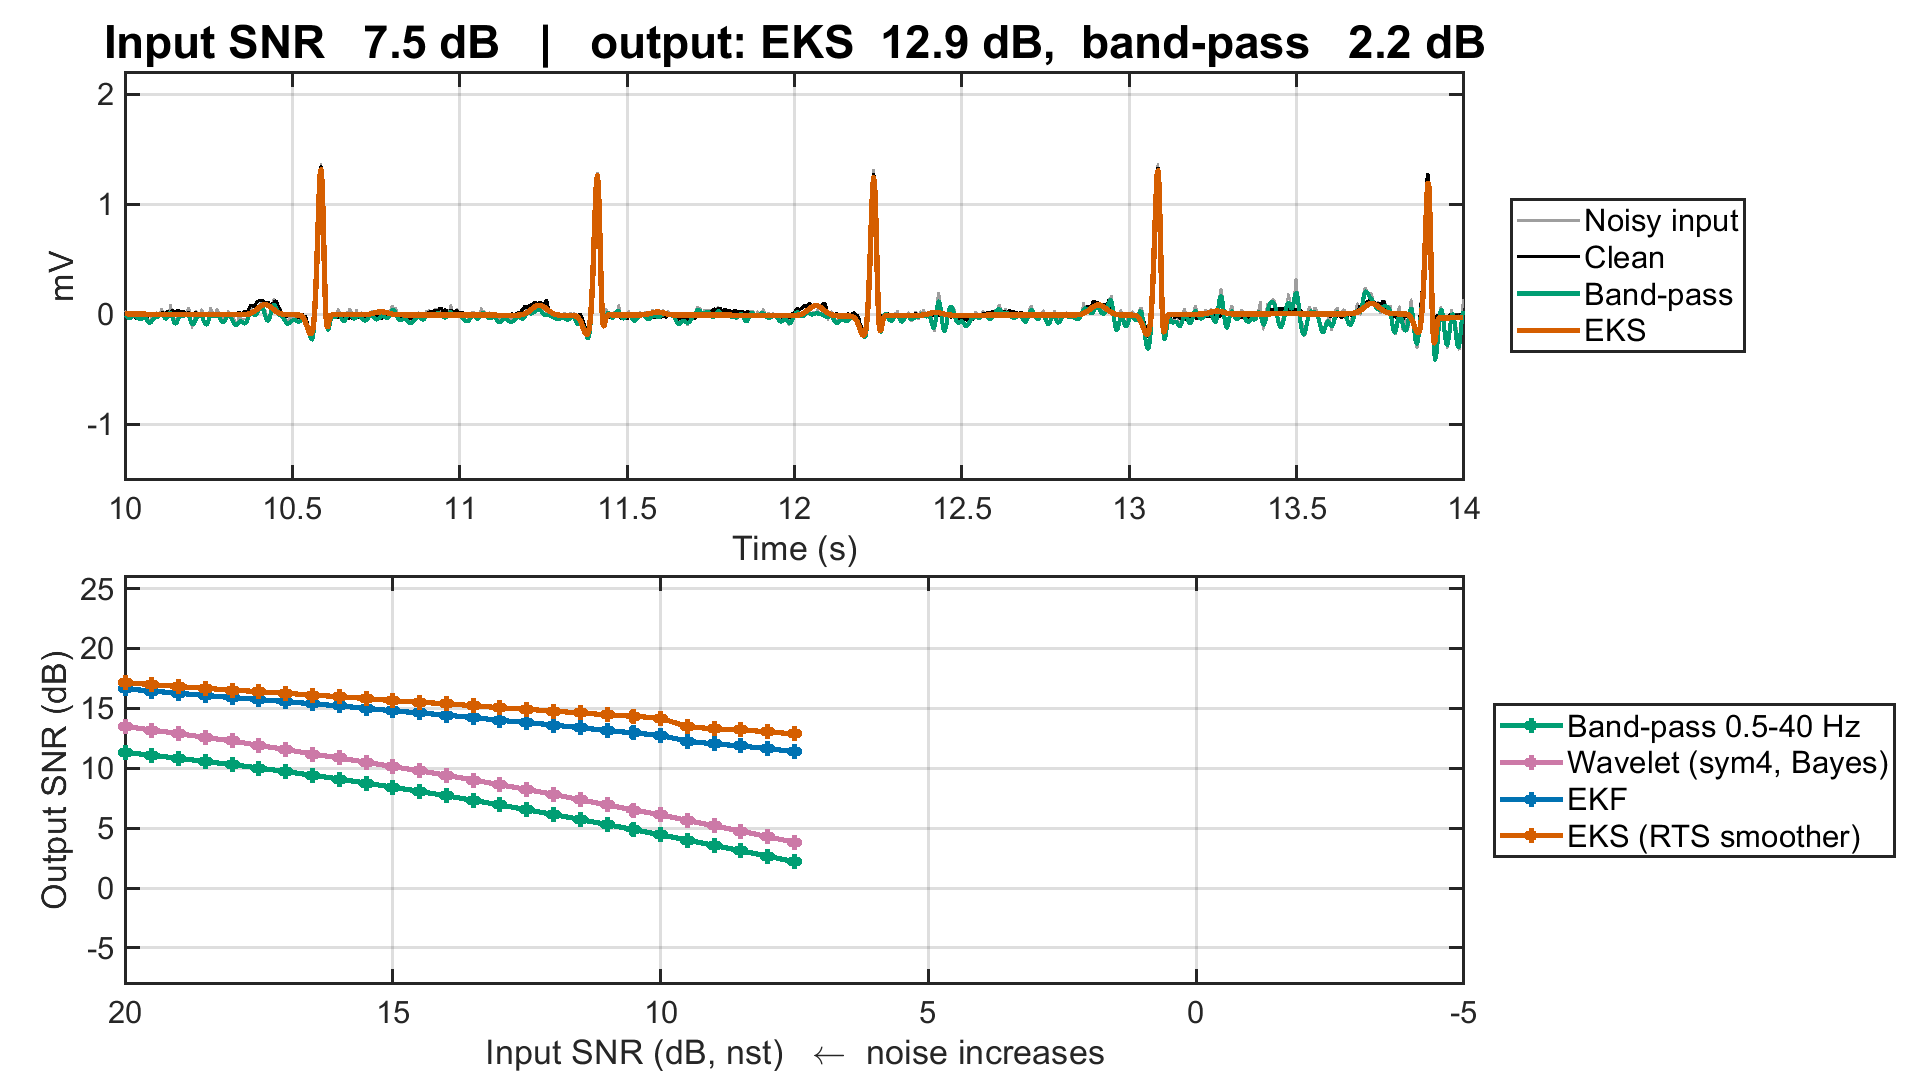 Input SNR 7.5 dB | output: EKS 12.9 dB, band-pass 2.2 dB
2
1
0
-1
mV
10 10.5 11 11.5 12 12.5 13 13.5 14
Time (s)
Noisy input
Clean
Band-pass
EKS
25
20
15
10
5
0
-5
Output SNR (dB)
20 15 10 5 0 -5
Input SNR (dB, nst) ← noise increases
Band-pass 0.5-40 Hz
Wavelet (sym4, Bayes)
EKF
EKS (RTS smoother)